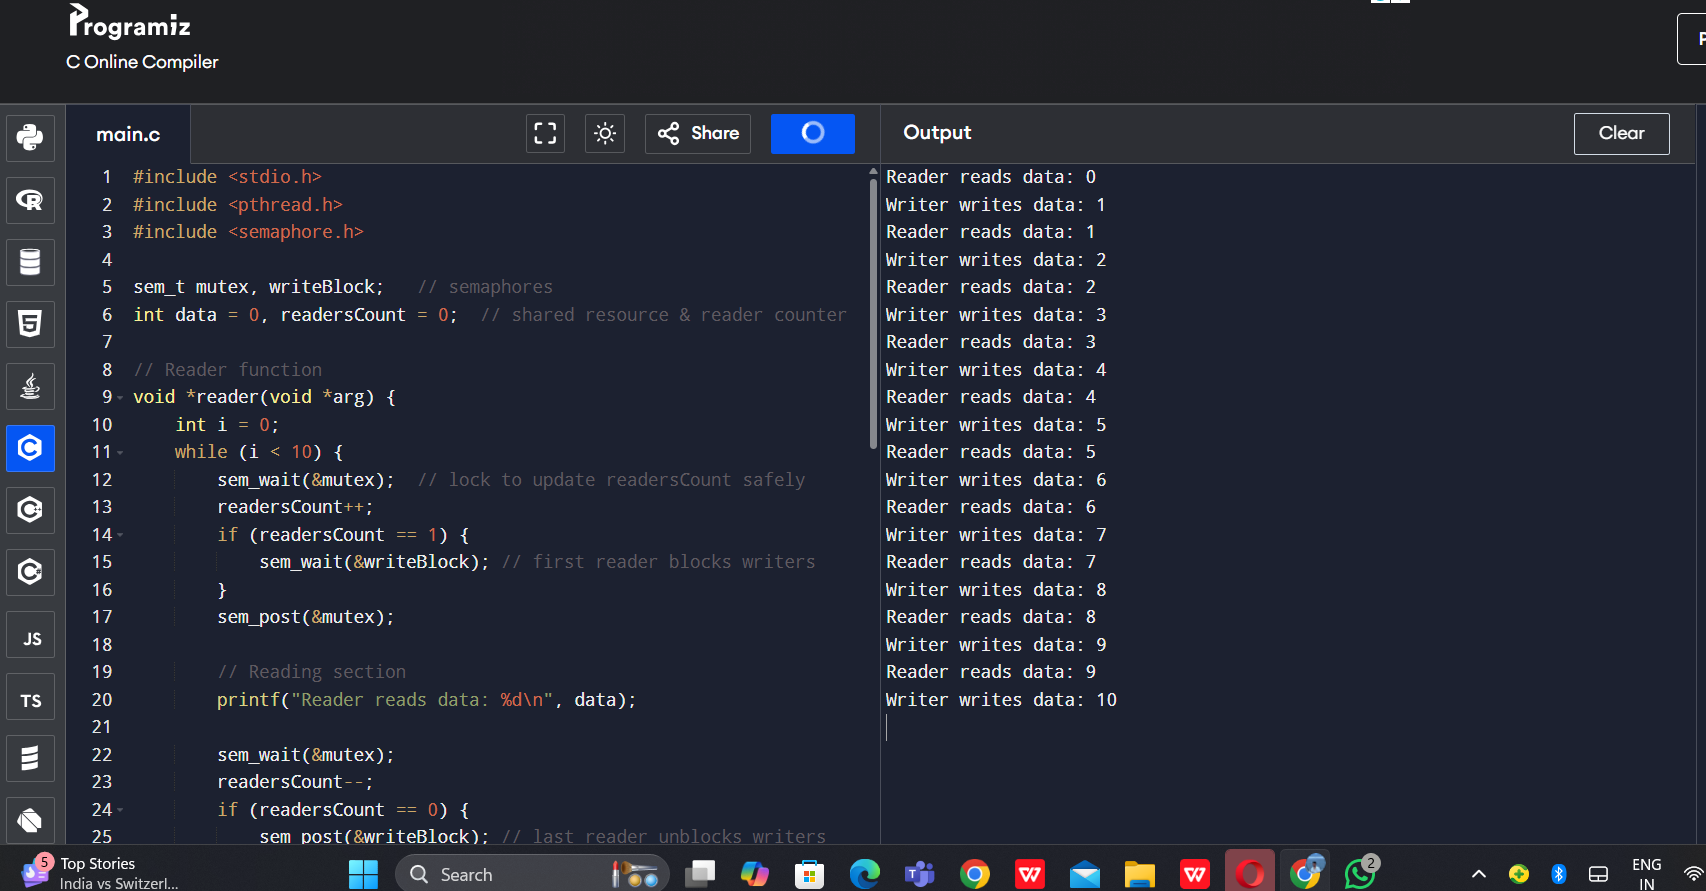 Programiz
C Online Compiler
main.c
Share
Output
Clear
1 #include <stdio.h>
2 #include <pthread.h>
3 #include <semaphore.h>
4
5 sem_t mutex, writeBlock;   // semaphores
6 int data = 0, readersCount = 0;  // shared resource & reader counter
7
8 // Reader function
9 void *reader(void *arg) {
10     int i = 0;
11     while (i < 10) {
12         sem_wait(&mutex);  // lock to update readersCount safely
13         readersCount++;
14         if (readersCount == 1) {
15             sem_wait(&writeBlock); // first reader blocks writers
16         }
17         sem_post(&mutex);
18
19         // Reading section
20         printf("Reader reads data: %d\n", data);
21
22         sem_wait(&mutex);
23         readersCount--;
24         if (readersCount == 0) {
25             sem_post(&writeBlock); // last reader unblocks writers
Reader reads data: 0
Writer writes data: 1
Reader reads data: 1
Writer writes data: 2
Reader reads data: 2
Writer writes data: 3
Reader reads data: 3
Writer writes data: 4
Reader reads data: 4
Writer writes data: 5
Reader reads data: 5
Writer writes data: 6
Reader reads data: 6
Writer writes data: 7
Reader reads data: 7
Writer writes data: 8
Reader reads data: 8
Writer writes data: 9
Reader reads data: 9
Writer writes data: 10
JS
TS
5
Top Stories
India vs Switzerl...
Search
2
ENG
IN